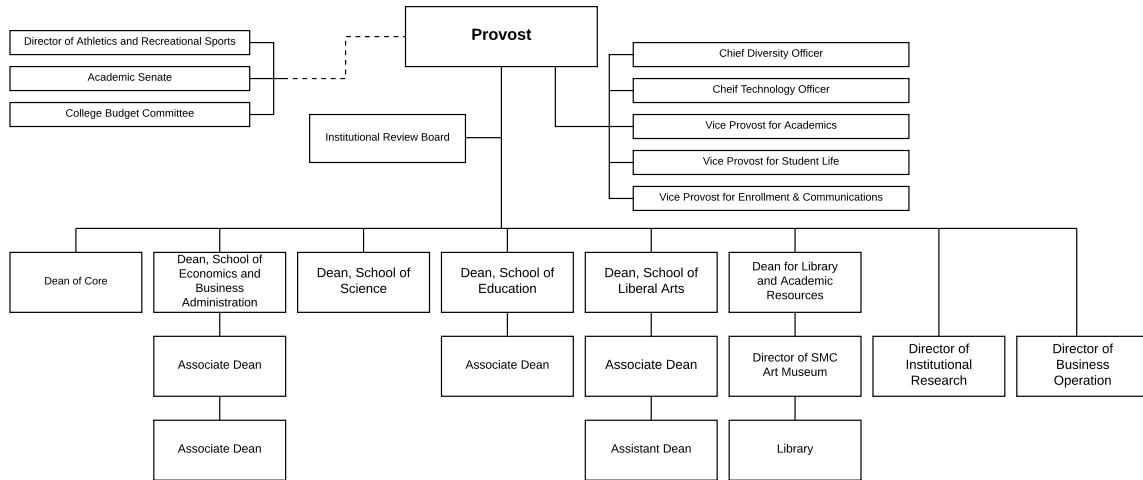 Provost
Director of Athletics and Recreational Sports
Academic Senate
College Budget Committee
Institutional Review Board
Chief Diversity Officer
Cheif Technology Officer
Vice Provost for Academics
Vice Provost for Student Life
Vice Provost for Enrollment & Communications
Dean of Core
Dean, School of
Economics and
Business
Administration
Dean, School of
Science
Dean, School of
Education
Dean, School of
Liberal Arts
Dean for Library
and Academic
Resources
Associate Dean
Associate Dean
Associate Dean
Director of SMC
Art Museum
Director of
Institutional
Research
Director of
Business
Operation
Associate Dean
Assistant Dean
Library